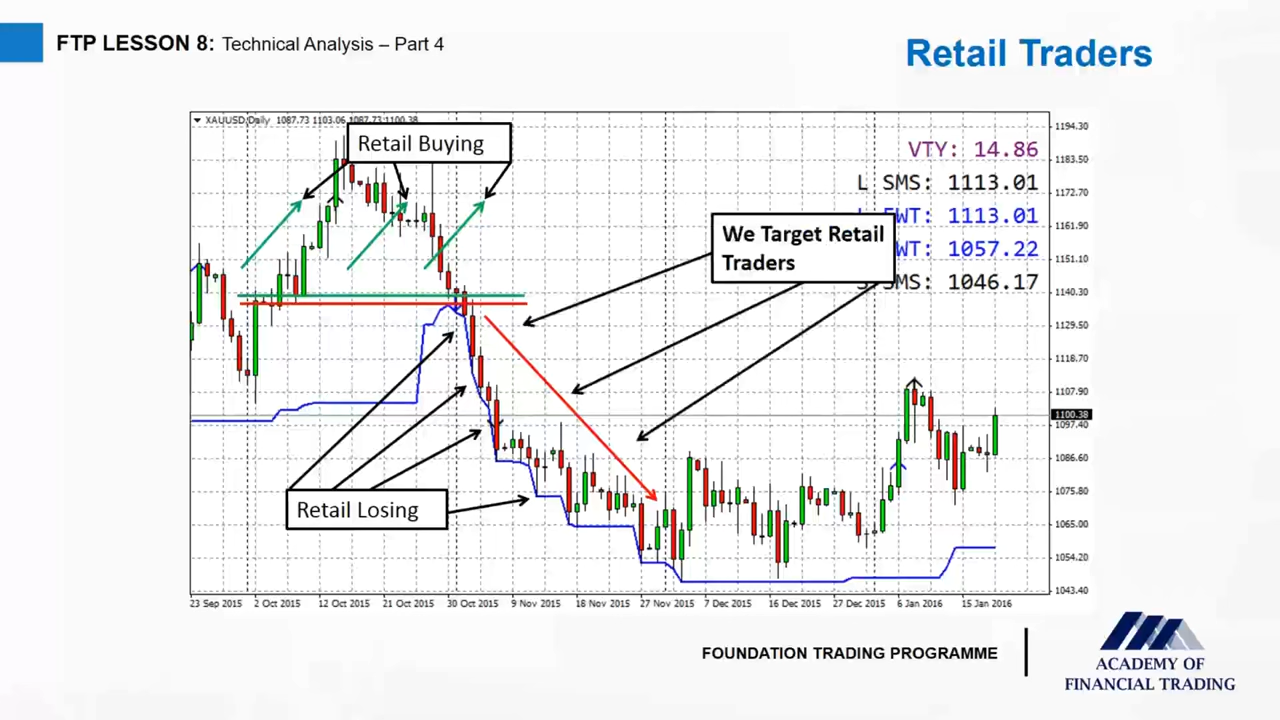 FTP LESSON 8: Technical Analysis – Part 4
Retail Traders
XAUUSD,Daily 1087.73 1103.06 1087.73 1100.38
Retail Buying
VTY: 14.86
L SMS: 1113.01
1113.01
1057.22
SMS: 1046.17
We Target Retail
Traders
Retail Losing
1194.30
1183.50
1172.70
1161.90
1151.10
1140.30
1129.50
1118.70
1107.90
1100.38
1097.40
1086.60
1075.80
1065.00
1054.20
1043.40
23 Sep 2015 2 Oct 2015 12 Oct 2015 21 Oct 2015 30 Oct 2015 9 Nov 2015 18 Nov 2015 27 Nov 2015 7 Dec 2015 16 Dec 2015 27 Dec 2015 6 Jan 2016 15 Jan 2016
FOUNDATION TRADING PROGRAMME
ACADEMY OF
FINANCIAL TRADING